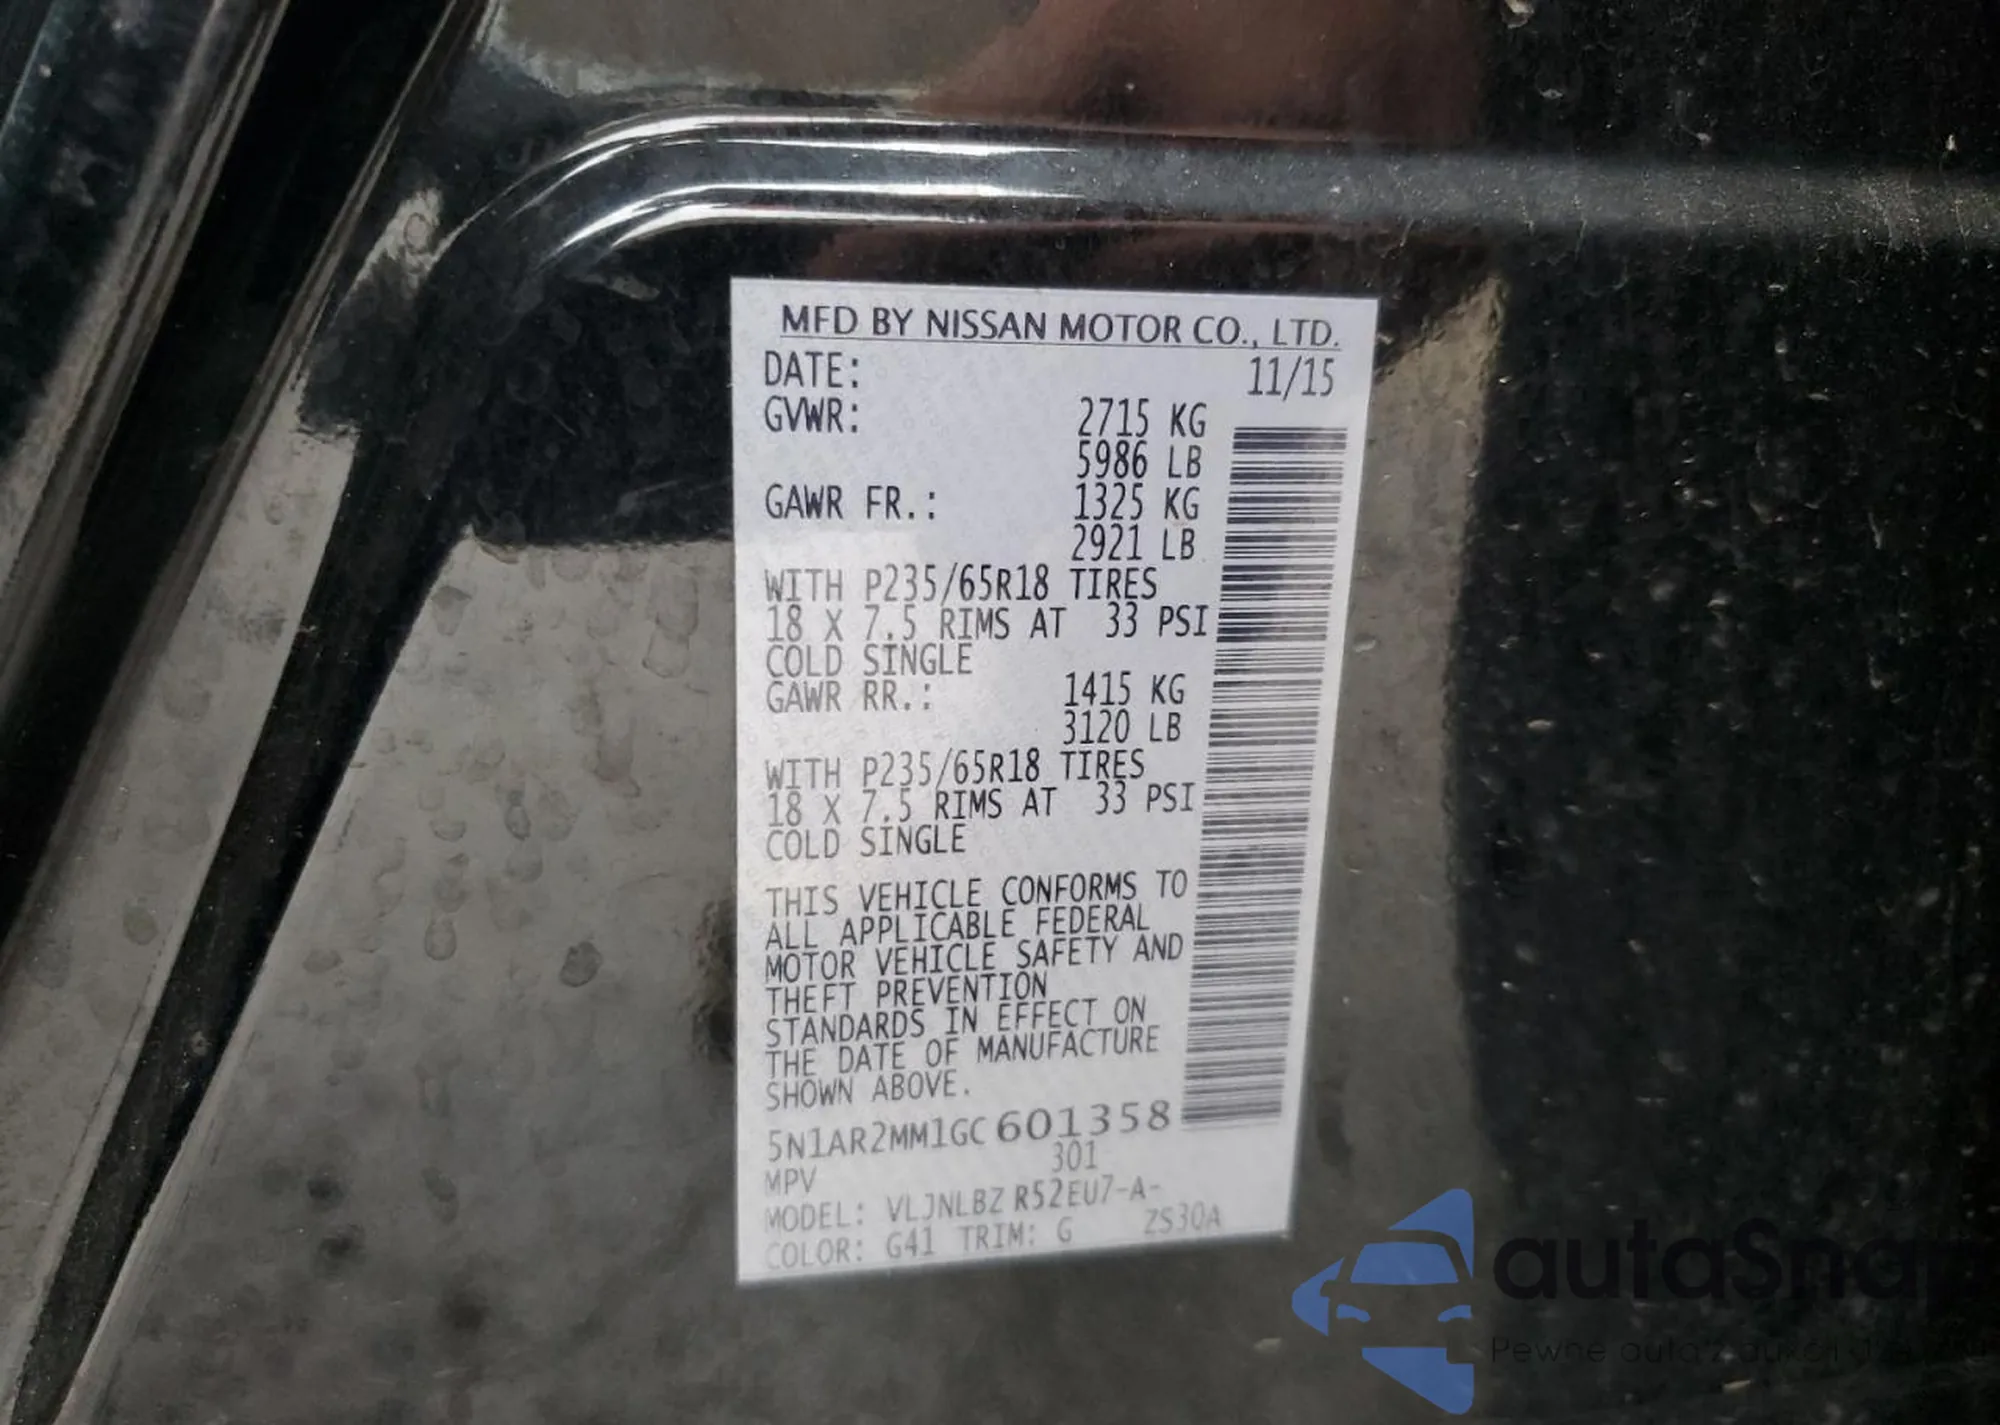 MFD BY NISSAN MOTOR CO., LTD.
DATE: 11/15
GVWR: 2715 KG
5986 LB
GAWR FR.: 1325 KG
2921 LB
WITH P235/65R18 TIRES
18 X 7.5 RIMS AT 33 PSI
COLD SINGLE
GAWR RR.: 1415 KG
3120 LB
WITH P235/65R18 TIRES
18 X 7.5 RIMS AT 33 PSI
COLD SINGLE
THIS VEHICLE CONFORMS TO
ALL APPLICABLE FEDERAL
MOTOR VEHICLE SAFETY AND
THEFT PREVENTION
STANDARDS IN EFFECT ON
THE DATE OF MANUFACTURE
SHOWN ABOVE.
5N1AR2MM1GC601358
301
MPV
MODEL: VLJNLBZ R52EU7-A-
COLOR: G41 TRIM: G ZS30A
autoSna
Pewne auta z